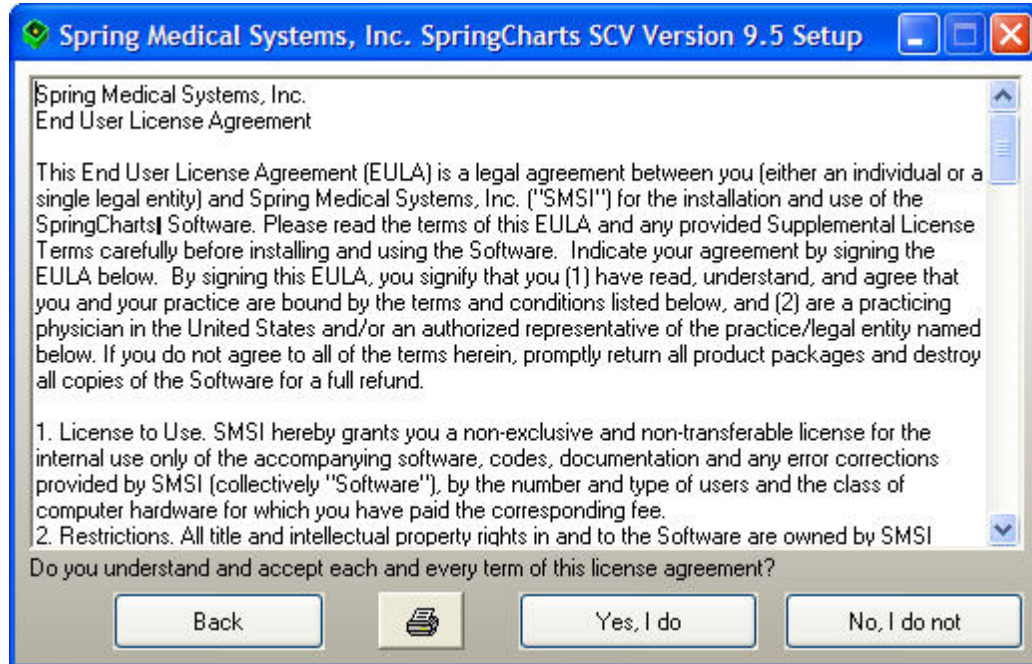 Spring Medical Systems, Inc. SpringCharts SCV Version 9.5 Setup
Spring Medical Systems, Inc.
End User License Agreement
This End User License Agreement (EULA) is a legal agreement between you (either an individual or a
single legal entity) and Spring Medical Systems, Inc. ("SMSI") for the installation and use of the
SpringCharts Software. Please read the terms of this EULA and any provided Supplemental License
Terms carefully before installing and using the Software.  Indicate your agreement by signing the
EULA below.  By signing this EULA, you signify that you (1) have read, understand, and agree that
you and your practice are bound by the terms and conditions listed below, and (2) are a practicing
physician in the United States and/or an authorized representative of the practice/legal entity named
below. If you do not agree to all of the terms herein, promptly return all product packages and destroy
all copies of the Software for a full refund.
1. License to Use. SMSI hereby grants you a non-exclusive and non-transferable license for the
internal use only of the accompanying software, codes, documentation and any error corrections
provided by SMSI (collectively "Software"), by the number and type of users and the class of
computer hardware for which you have paid the corresponding fee.
2. Restrictions. All title and intellectual property rights in and to the Software are owned by SMSI
Do you understand and accept each and every term of this license agreement?
Back
Yes, I do
No, I do not